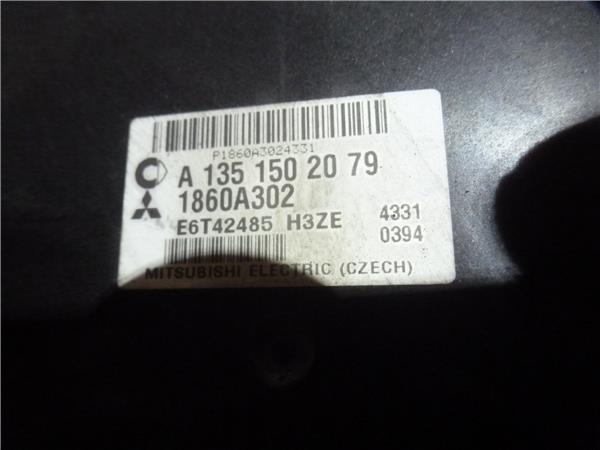 P1860A3024331
A 135 150 20 79
1860A302
E6T42485 H3ZE 4331
0394
MITSUBISHI ELECTRIC (CZECH)